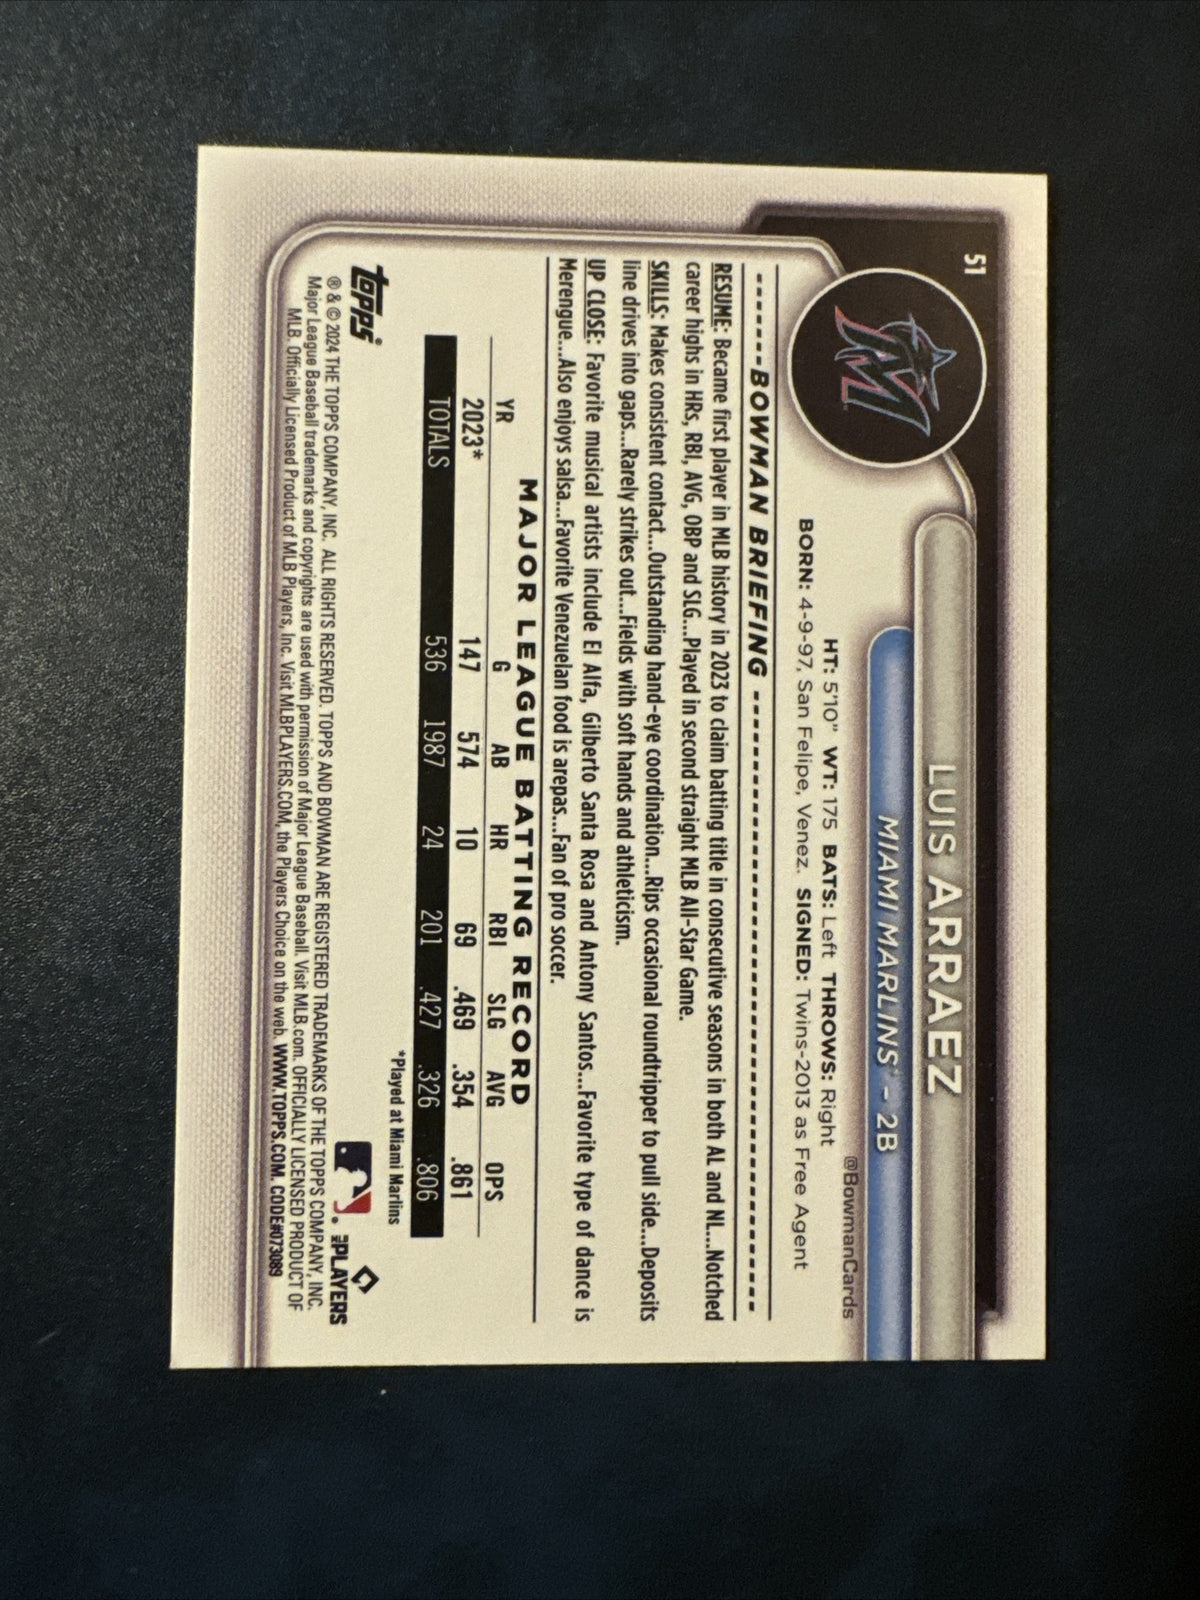 51
LUIS ARRAEZ
MIAMI MARLINS® - 2B
@BowmanCards
HT: 5'10" WT: 175 BATS: Left THROWS: Right
BORN: 4-9-97, San Felipe, Venez. SIGNED: Twins-2013 as Free Agent
BOWMAN BRIEFING
RESUME: Became first player in MLB history in 2023 to claim batting title in consecutive seasons in both AL and NL...Notched
career highs in HRs, RBI, AVG, OBP and SLG...Played in second straight MLB All-Star Game.
SKILLS: Makes consistent contact...Outstanding hand-eye coordination...Rips occasional roundtripper to pull side...Deposits
line drives into gaps...Rarely strikes out...Fields with soft hands and athleticism.
UP CLOSE: Favorite musical artists include El Alfa, Gilberto Santa Rosa and Antony Santos...Favorite type of dance is
Merengue...Also enjoys salsa...Favorite Venezuelan food is arepas...Fan of pro soccer.
MAJOR LEAGUE BATTING RECORD
YR G AB HR RBI SLG AVG OPS
2023* 147 574 10 69 .469 .354 .861
TOTALS 536 1987 24 201 .427 .326 .806
*Played at Miami Marlins
topps®
MLB PLAYERS
® & © 2024 THE TOPPS COMPANY, INC. ALL RIGHTS RESERVED. TOPPS AND BOWMAN ARE REGISTERED TRADEMARKS OF THE TOPPS COMPANY, INC.
Major League Baseball trademarks and copyrights are used with permission of Major League Baseball. Visit MLB.com. OFFICIALLY LICENSED PRODUCT OF
MLB. Officially Licensed Product of MLB Players, Inc. Visit MLBPLAYERS.COM, the Players Choice on the web. WWW.TOPPS.COM. CODE#073089